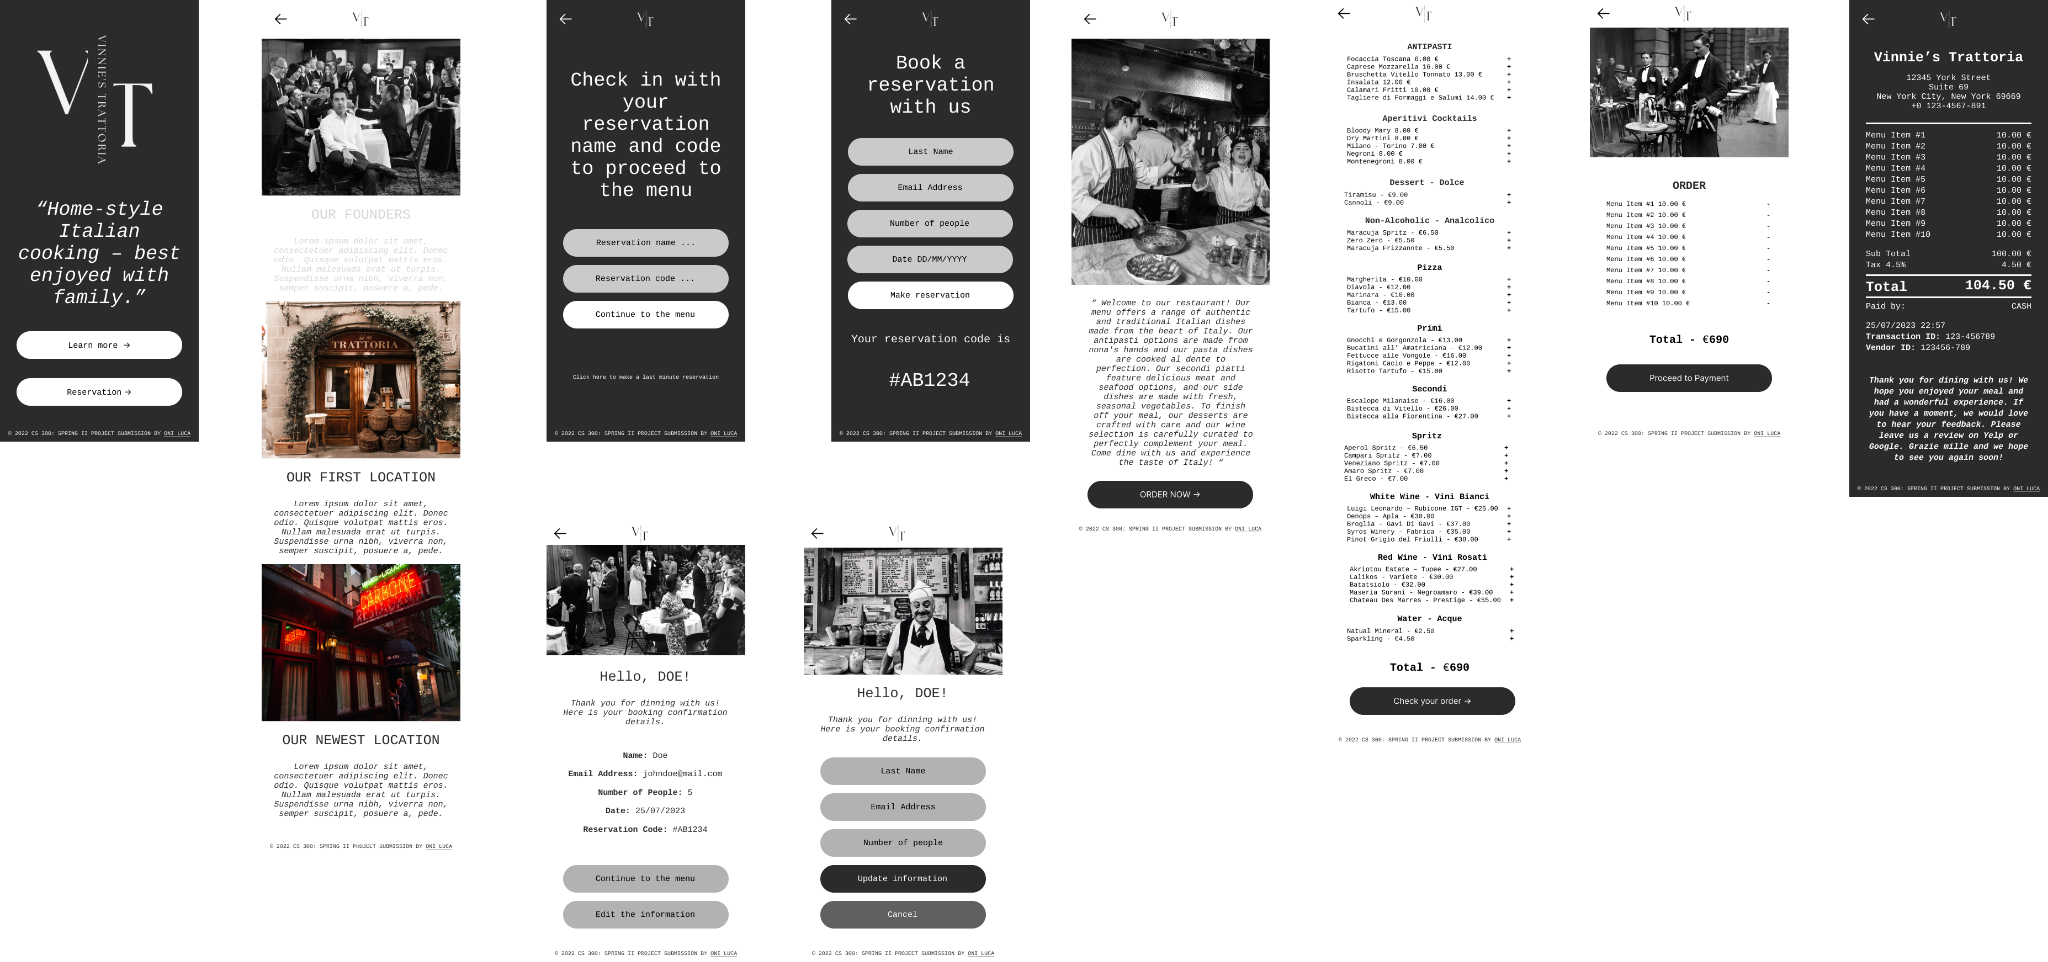 V
VINNIE'S TRATTORIA
T
“Home-style
Italian
cooking – best
enjoyed with
family.”
Learn more →
Reservation →
© 2022 CS 300: SPRING II PROJECT SUBMISSION BY ONI LUCA
← V T
OUR FOUNDERS
Lorem ipsum dolor sit amet,
consectetuer adipiscing elit. Donec
odio. Quisque volutpat mattis eros.
Nullam malesuada erat ut turpis.
Suspendisse urna nibh, viverra non,
semper suscipit, posuere a, pede.
TRATTORIA
OUR FIRST LOCATION
Lorem ipsum dolor sit amet,
consectetuer adipiscing elit. Donec
odio. Quisque volutpat mattis eros.
Nullam malesuada erat ut turpis.
Suspendisse urna nibh, viverra non,
semper suscipit, posuere a, pede.
CARBONE
OUR NEWEST LOCATION
Lorem ipsum dolor sit amet,
consectetuer adipiscing elit. Donec
odio. Quisque volutpat mattis eros.
Nullam malesuada erat ut turpis.
Suspendisse urna nibh, viverra non,
semper suscipit, posuere a, pede.
© 2022 CS 300: SPRING II PROJECT SUBMISSION BY ONI LUCA
← V T
Check in with
your
reservation
name and code
to proceed to
the menu
Reservation name ...
Reservation code ...
Continue to the menu
Click here to make a last minute reservation
© 2022 CS 300: SPRING II PROJECT SUBMISSION BY ONI LUCA
← V T
Hello, DOE!
Thank you for dinning with us!
Here is your booking confirmation
details.
Name: Doe
Email Address: johndoe@mail.com
Number of People: 5
Date: 25/07/2023
Reservation Code: #AB1234
Continue to the menu
Edit the information
© 2022 CS 300: SPRING II PROJECT SUBMISSION BY ONI LUCA
← V T
Book a
reservation
with us
Last Name
Email Address
Number of people
Date DD/MM/YYYY
Make reservation
Your reservation code is
#AB1234
© 2022 CS 300: SPRING II PROJECT SUBMISSION BY ONI LUCA
← V T
Hello, DOE!
Thank you for dinning with us!
Here is your booking confirmation
details.
Last Name
Email Address
Number of people
Update information
Cancel
© 2022 CS 300: SPRING II PROJECT SUBMISSION BY ONI LUCA
← V T
” Welcome to our restaurant! Our
menu offers a range of authentic
and traditional Italian dishes
made from the heart of Italy. Our
antipasti options are made from
nona's hands and our pasta dishes
are cooked al dente to
perfection. Our secondi piatti
feature delicious meat and
seafood options, and our side
dishes are made with fresh,
seasonal vegetables. To finish
off your meal, our desserts are
crafted with care and our wine
selection is carefully curated to
perfectly complement your meal.
Come dine with us and experience
the taste of Italy! ”
ORDER NOW →
© 2022 CS 300: SPRING II PROJECT SUBMISSION BY ONI LUCA
← V T
ANTIPASTI
Focaccia Toscana 6.00 € +
Caprese Mozzarella 16.00 € +
Bruschetta Vitello Tonnato 13.00 € +
Insalata 12.00 € +
Calamari Fritti 10.00 € +
Tagliere di Formaggi e Salumi 14.00 € +
Aperitivi Cocktails
Bloody Mary 8.00 € +
Dry Martini 8.00 € +
Milano - Torino 7.00 € +
Negroni 8.00 € +
Montenegroni 8.00 € +
Dessert - Dolce
Tiramisu - €9.00 +
Cannoli - €9.00 +
Non-Alcoholic - Analcolico
Maracuja Spritz - €6.50 +
Zero Zero - €5.50 +
Maracuja Frizzannte - €5.50 +
Pizza
Margherita - €10.00 +
Diavola - €12.00 +
Marinara - €10.00 +
Bianca - €13.00 +
Tartufo - €15.00 +
Primi
Gnocchi e Gorgonzola - €13.00 +
Bucatini all' Amatriciana - €12.00 +
Fettucce alle Vongole - €16.00 +
Rigatoni Cacio e Peppe - €12.00 +
Risotto Tartufo - €15.00 +
Secondi
Escalope Milanaise - €16.00 +
Bistecca di Vitello - €26.00 +
Bistecca alla Fiorentina - €27.00 +
Spritz
Aperol Spritz - €6.50 +
Campari Spritz - €7.00 +
Veneziano Spritz - €7.00 +
Amaro Spritz - €7.00 +
El Greco - €7.00 +
White Wine - Vini Bianci
Luigi Leonardo – Rubicone IGT - €25.00 +
Oenops – Apla - €38.00 +
Broglia – Gavi Di Gavi - €37.00 +
Syros Winery - Fabrica - €35.00 +
Pinot Grigio del Friulli - €38.00 +
Red Wine - Vini Rosati
Akriotou Estate – Tupee - €27.00 +
Lalikos - Variete - €30.00 +
Batatsiolo - €32.00 +
Maseria Surani - Negroamaro - €39.00 +
Chateau Des Marres - Prestige - €55.00 +
Water - Acque
Natual Mineral - €2.50 +
Sparkling - €4.50 +
Total - €690
Check your order →
© 2022 CS 300: SPRING II PROJECT SUBMISSION BY ONI LUCA
← V T
ORDER
Menu Item #1 10.00 € -
Menu Item #2 10.00 € -
Menu Item #3 10.00 € -
Menu Item #4 10.00 € -
Menu Item #5 10.00 € -
Menu Item #6 10.00 € -
Menu Item #7 10.00 € -
Menu Item #8 10.00 € -
Menu Item #9 10.00 € -
Menu Item #10 10.00 € -
Total - €690
Proceed to Payment
© 2022 CS 300: SPRING II PROJECT SUBMISSION BY ONI LUCA
← V T
Vinnie’s Trattoria
12345 York Street
Suite 69
New York City, New York 69669
+0 123-4567-891
Menu Item #1 10.00 €
Menu Item #2 10.00 €
Menu Item #3 10.00 €
Menu Item #4 10.00 €
Menu Item #5 10.00 €
Menu Item #6 10.00 €
Menu Item #7 10.00 €
Menu Item #8 10.00 €
Menu Item #9 10.00 €
Menu Item #10 10.00 €
Sub Total 100.00 €
Tax 4.5% 4.50 €
Total 104.50 €
Paid by: CASH
25/07/2023 22:57
Transaction ID: 123-456789
Vendor ID: 123456-789
Thank you for dining with us! We
hope you enjoyed your meal and
had a wonderful experience. If
you have a moment, we would love
to hear your feedback. Please
leave us a review on Yelp or
Google. Grazie mille and we hope
to see you again soon!
© 2022 CS 300: SPRING II PROJECT SUBMISSION BY ONI LUCA